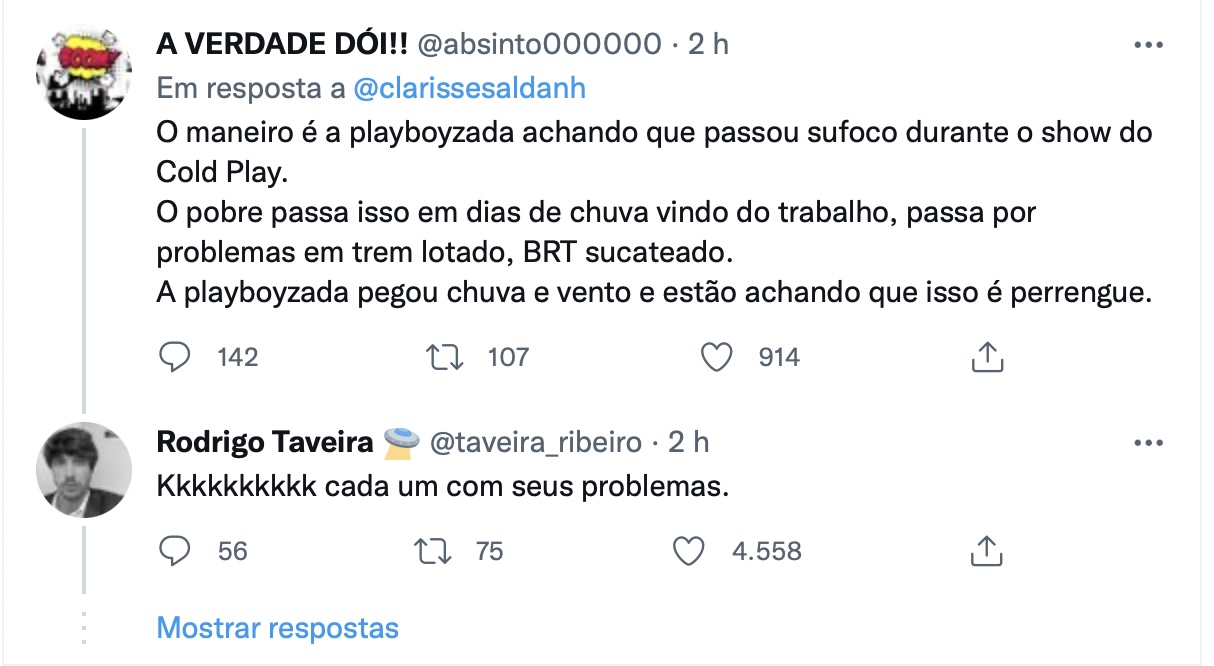 BOOM!
A VERDADE DÓI!! @absinto000000 · 2 h
Em resposta a @clarissesaldanh
O maneiro é a playboyzada achando que passou sufoco durante o show do
Cold Play.
O pobre passa isso em dias de chuva vindo do trabalho, passa por
problemas em trem lotado, BRT sucateado.
A playboyzada pegou chuva e vento e estão achando que isso é perrengue.
142 107 914
Rodrigo Taveira 🛸 @taveira_ribeiro · 2 h
Kkkkkkkkkk cada um com seus problemas.
56 75 4.558
Mostrar respostas